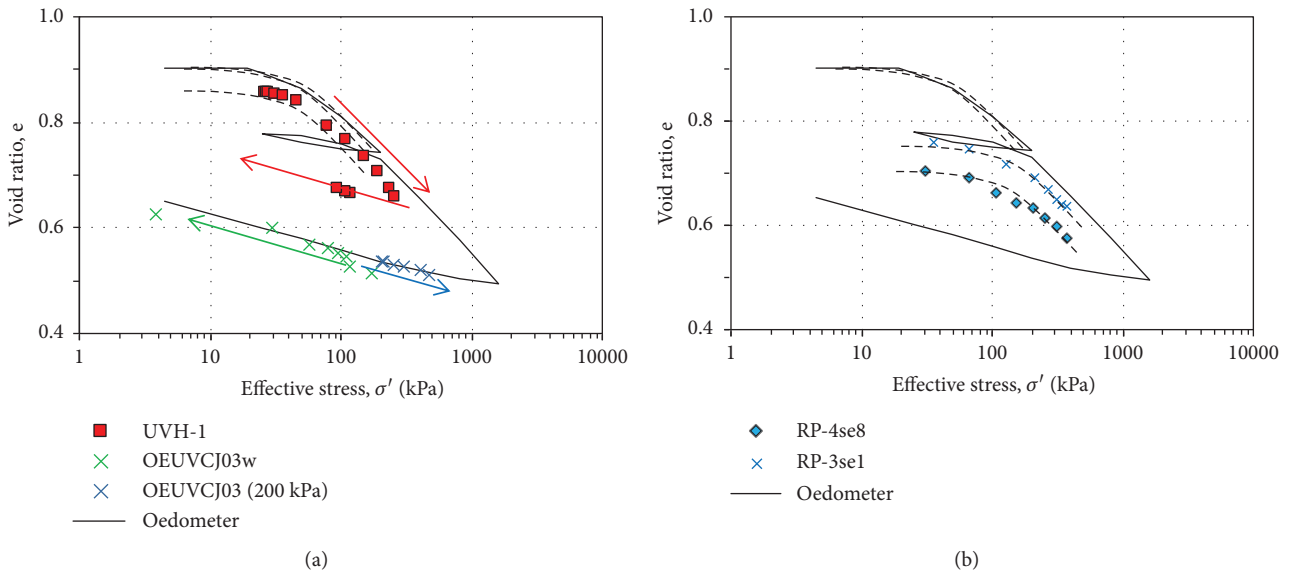 1.0
0.8
0.6
0.4
Void ratio, e
1
10
100
1000
10000
Effective stress, σ′ (kPa)
UVH-1
OEUVCJ03w
OEUVCJ03 (200 kPa)
Oedometer
(a)
1.0
0.8
0.6
0.4
Void ratio, e
1
10
100
1000
10000
Effective stress, σ′ (kPa)
RP-4se8
RP-3se1
Oedometer
(b)